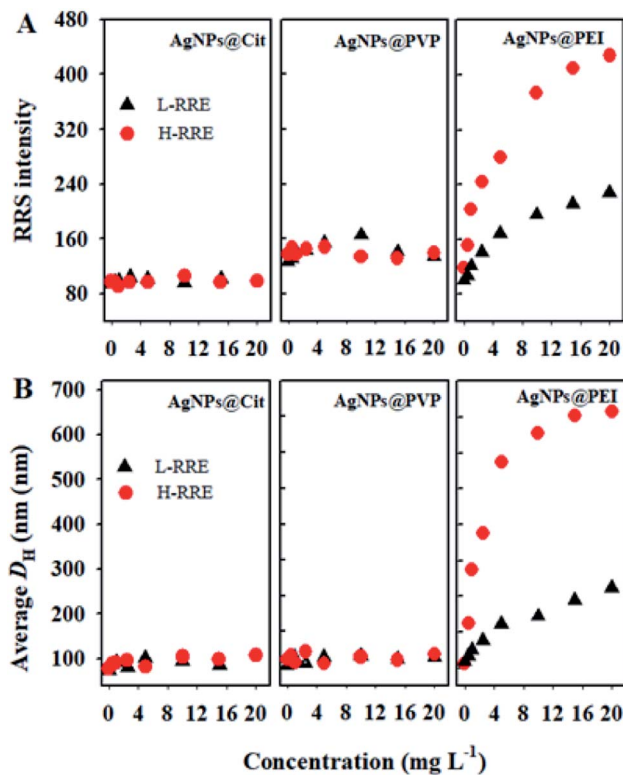 A
480
400
320
240
160
80
RRS intensity
AgNPs@Cit
L-RRE
H-RRE
AgNPs@PVP
AgNPs@PEI
0 4 8 12 16 20 0 4 8 12 16 20 0 4 8 12 16 20
B
700
600
500
400
300
200
100
Average D_H (nm (nm)
AgNPs@Cit
L-RRE
H-RRE
AgNPs@PVP
AgNPs@PEI
0 4 8 12 16 20 0 4 8 12 16 20 0 4 8 12 16 20
Concentration (mg L⁻¹)